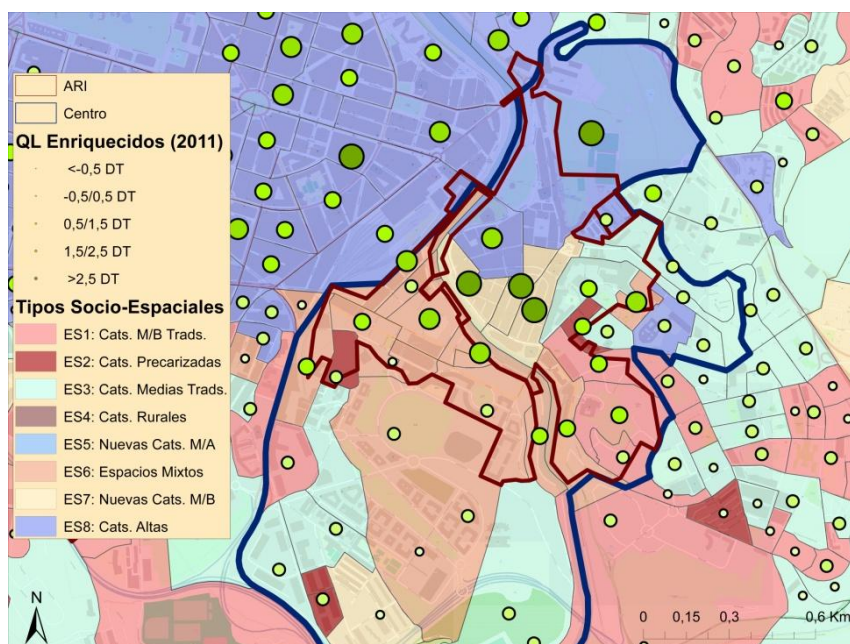 ARI
Centro
QL Enriquecidos (2011)
<-0,5 DT
-0,5/0,5 DT
0,5/1,5 DT
1,5/2,5 DT
>2,5 DT
Tipos Socio-Espaciales
ES1: Cats. M/B Trads.
ES2: Cats. Precarizadas
ES3: Cats. Medias Trads.
ES4: Cats. Rurales
ES5: Nuevas Cats. M/A
ES6: Espacios Mixtos
ES7: Nuevas Cats. M/B
ES8: Cats. Altas
N
0 0,15 0,3 0,6 Km